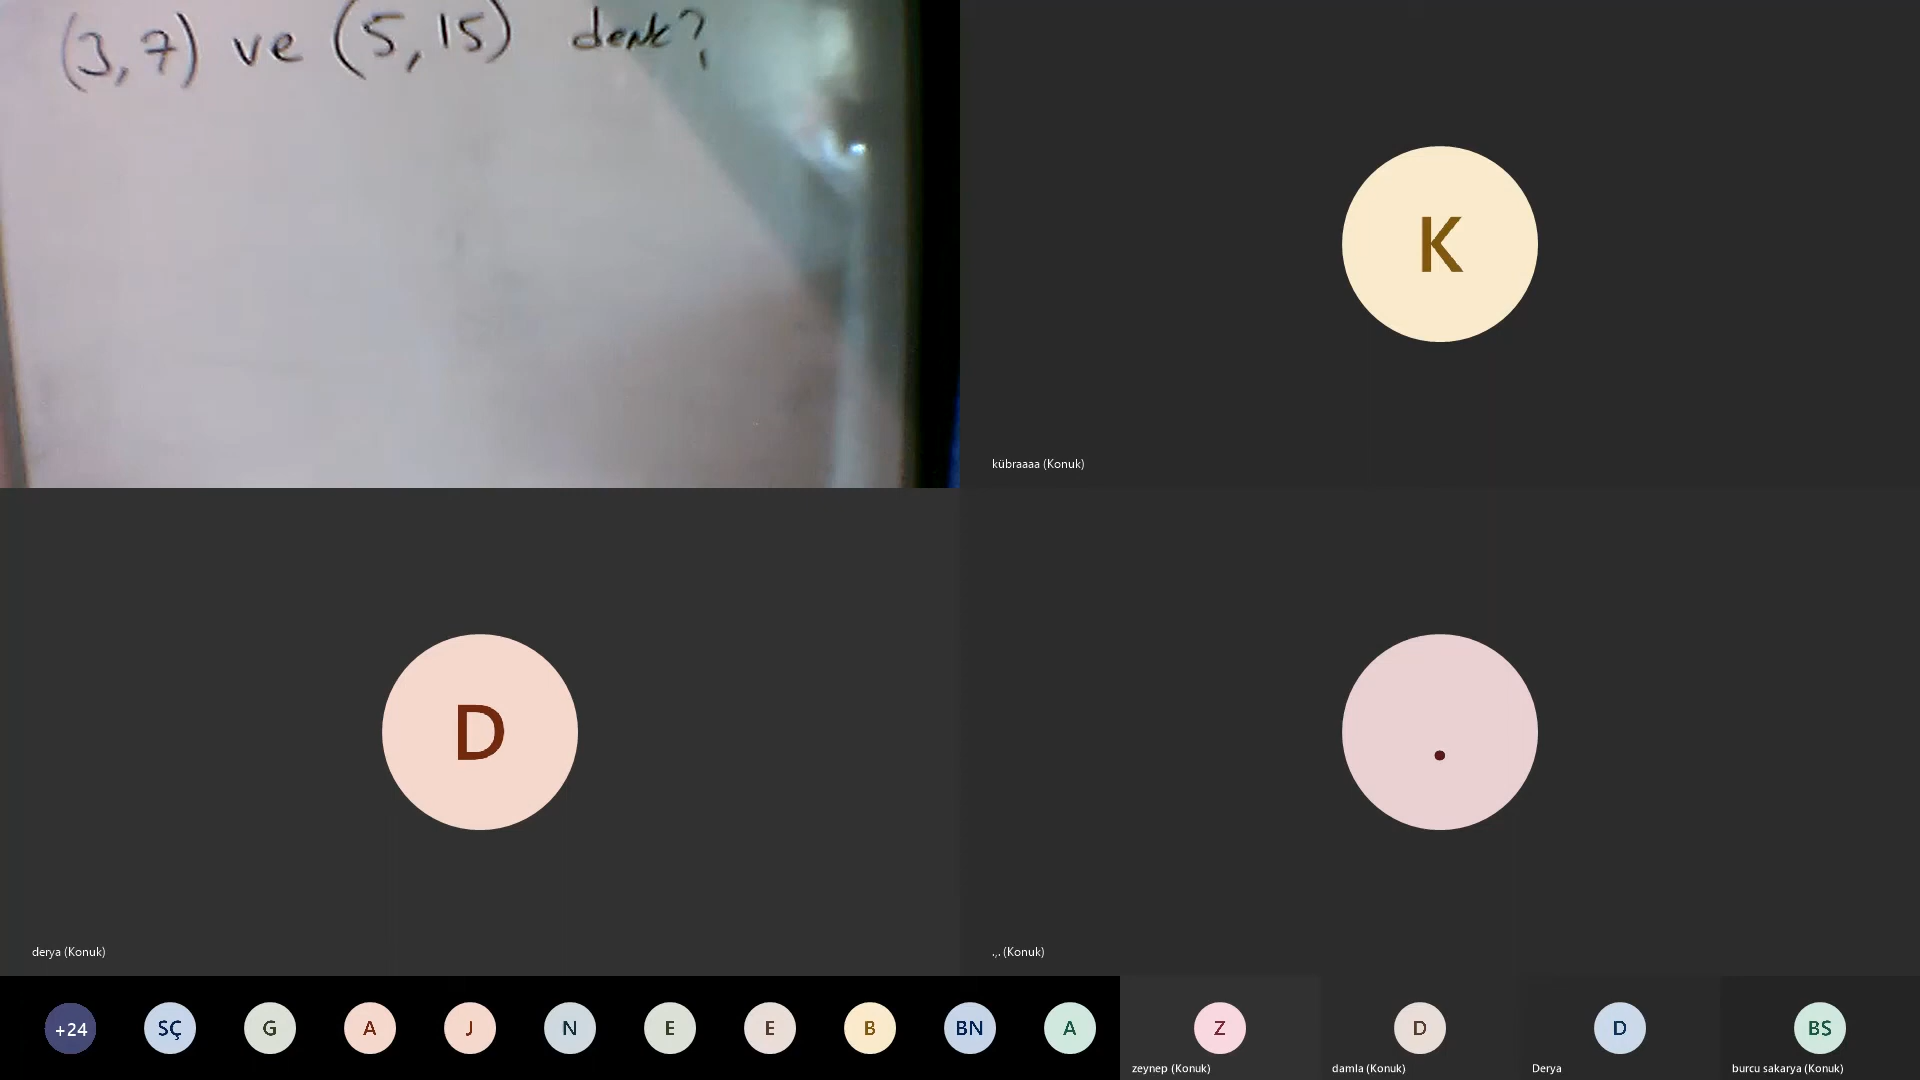 (3,7) ve (5,15) denk?
K
kübraaaa (Konuk)
D
derya (Konuk)
.
.,. (Konuk)
+24
SÇ
G
A
J
N
E
E
B
BN
A
Z
zeynep (Konuk)
D
damla (Konuk)
D
Derya
BS
burcu sakarya (Konuk)